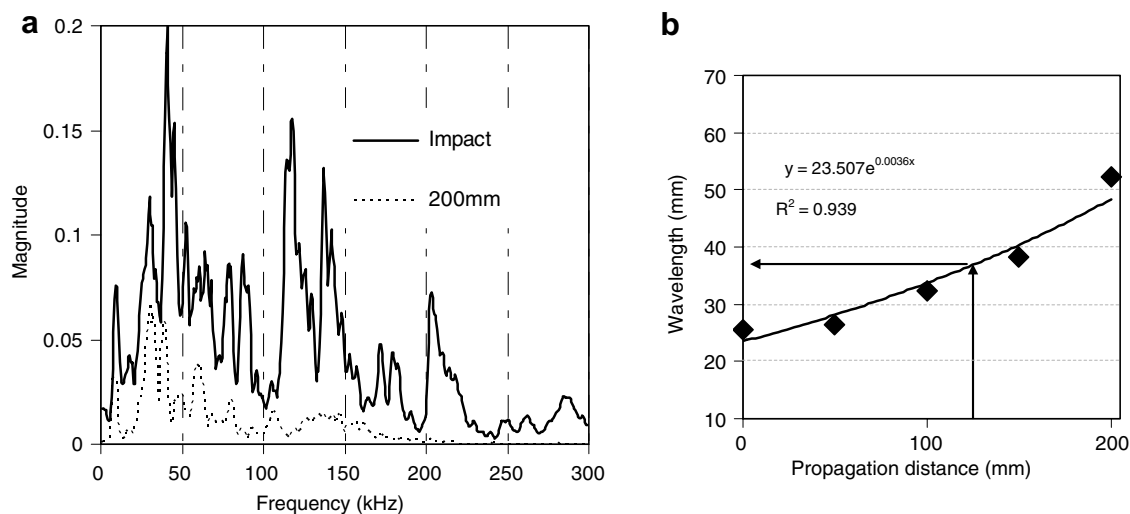 a
0.2
0.15
0.1
0.05
0
Magnitude
Impact
200mm
0 50 100 150 200 250 300
Frequency (kHz)
b
70
60
50
40
30
20
10
Wavelength (mm)
y = 23.507e^0.0036x
R² = 0.939
0 100 200
Propagation distance (mm)